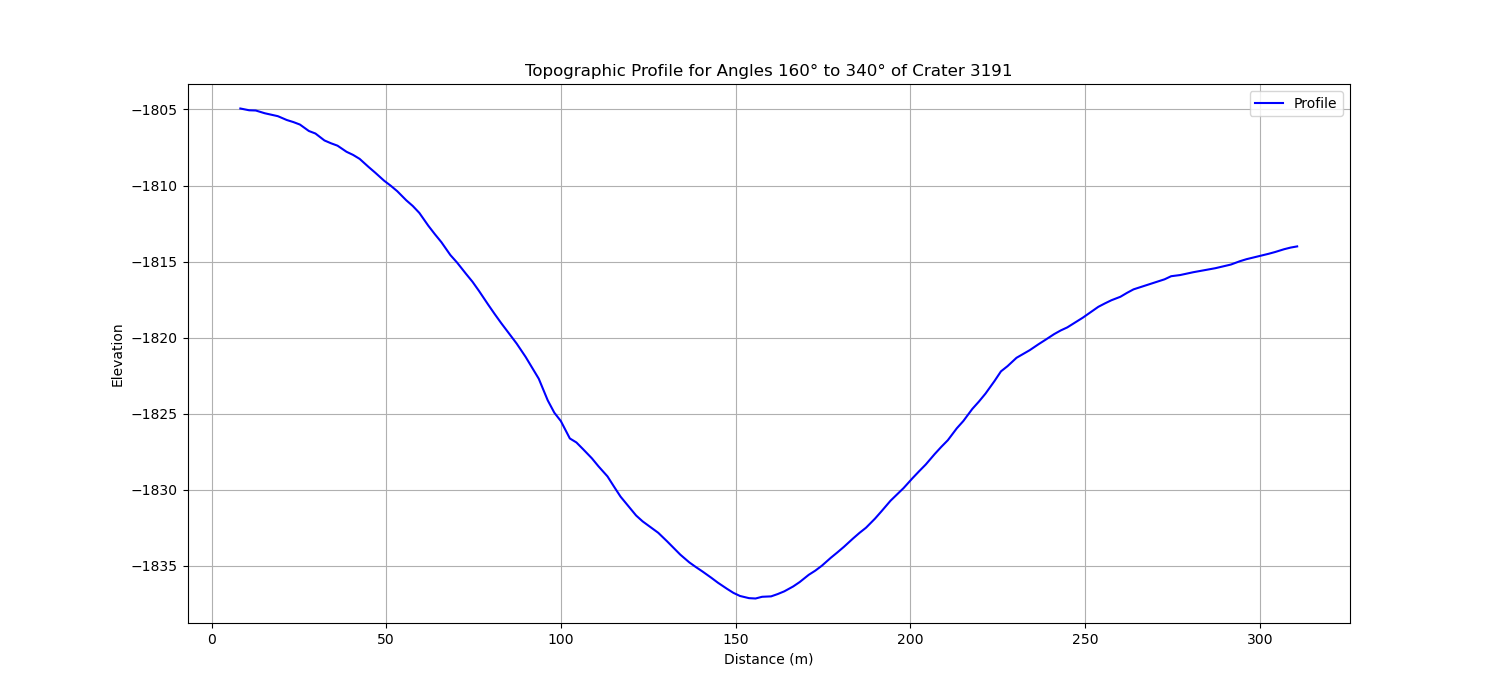 Topographic Profile for Angles 160° to 340° of Crater 3191
Profile
Elevation
−1805
−1810
−1815
−1820
−1825
−1830
−1835
0 50 100 150 200 250 300
Distance (m)